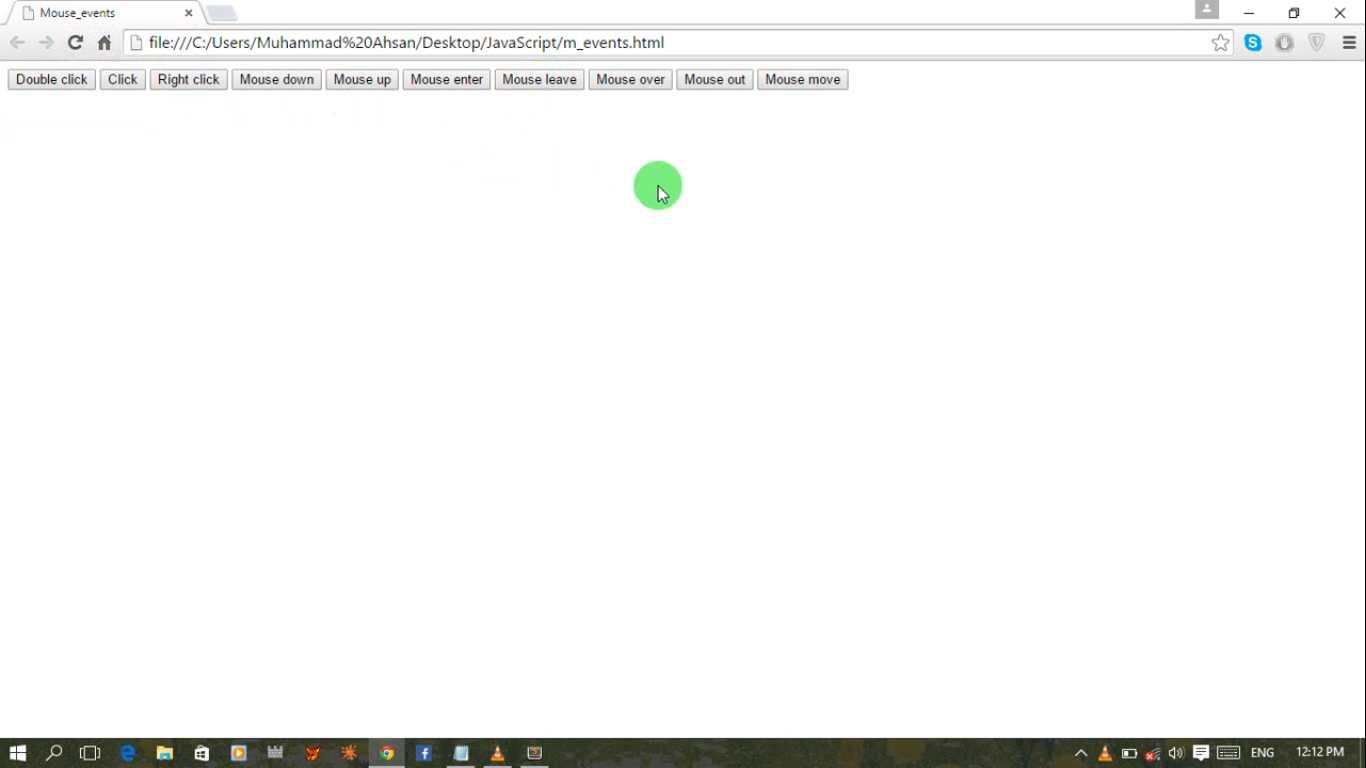 Mouse_events
file:///C:/Users/Muhammad%20Ahsan/Desktop/JavaScript/m_events.html
Double click Click Right click Mouse down Mouse up Mouse enter Mouse leave Mouse over Mouse out Mouse move
ENG 12:12 PM